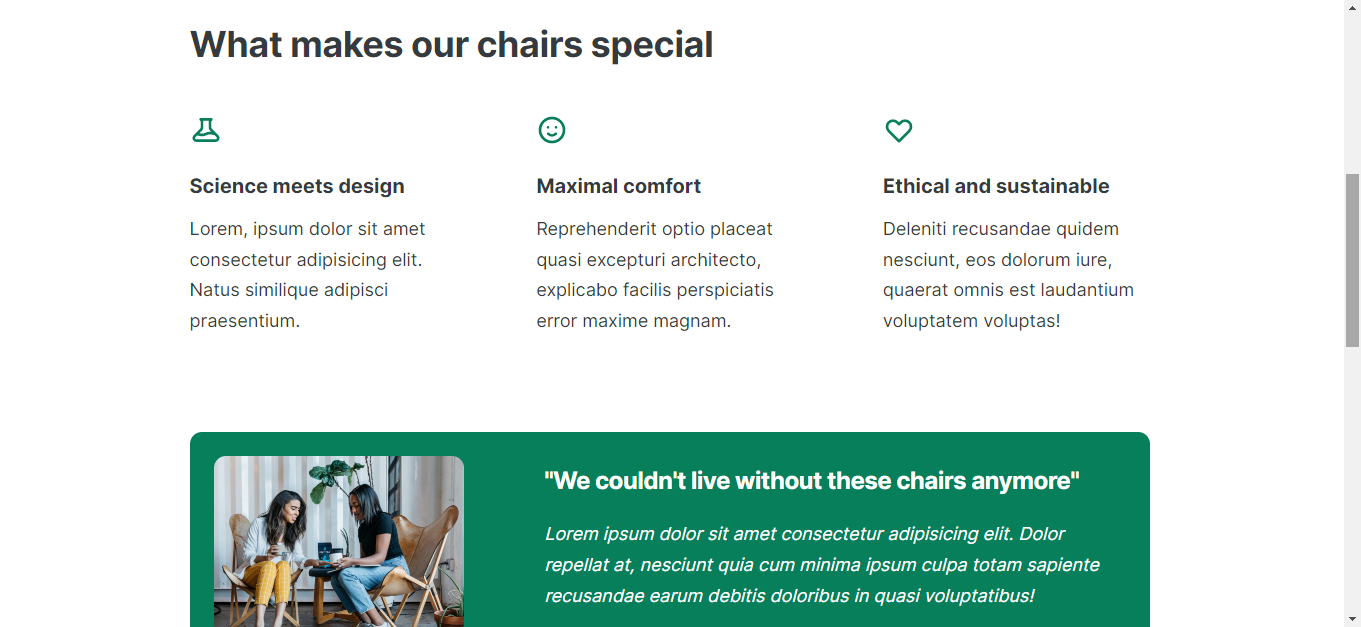 What makes our chairs special
Science meets design
Lorem, ipsum dolor sit amet
consectetur adipisicing elit.
Natus similique adipisci
praesentium.
Maximal comfort
Reprehenderit optio placeat
quasi excepturi architecto,
explicabo facilis perspiciatis
error maxime magnam.
Ethical and sustainable
Deleniti recusandae quidem
nesciunt, eos dolorum iure,
quaerat omnis est laudantium
voluptatem voluptas!
"We couldn't live without these chairs anymore"
Lorem ipsum dolor sit amet consectetur adipisicing elit. Dolor
repellat at, nesciunt quia cum minima ipsum culpa totam sapiente
recusandae earum debitis doloribus in quasi voluptatibus!